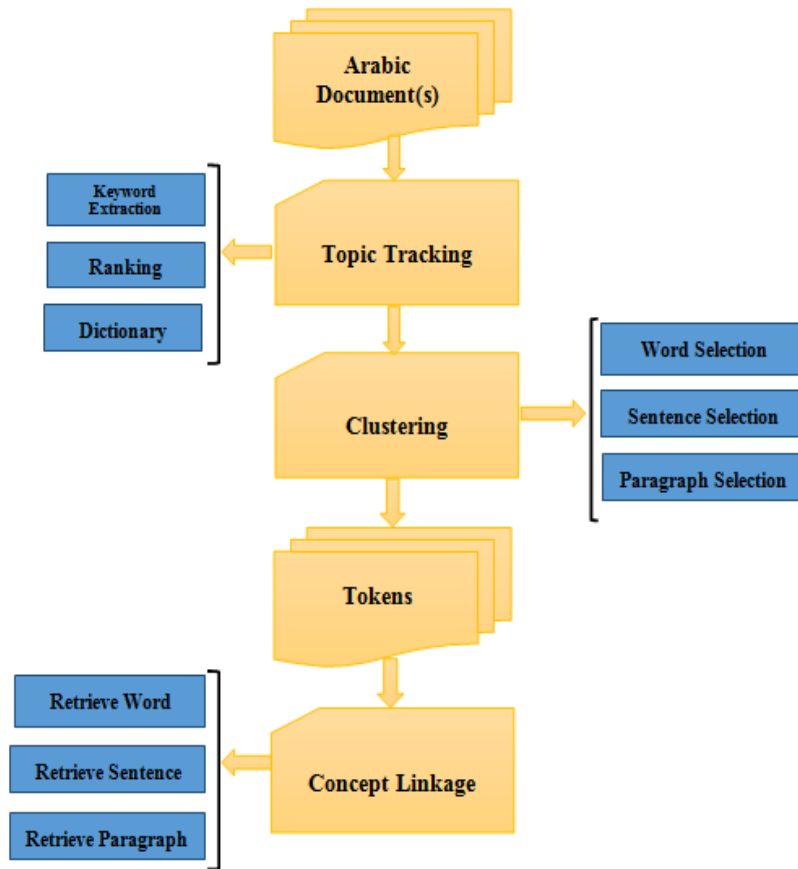 Arabic
Document(s)
Keyword
Extraction
Ranking
Dictionary
Topic Tracking
Clustering
Word Selection
Sentence Selection
Paragraph Selection
Tokens
Retrieve Word
Retrieve Sentence
Retrieve Paragraph
Concept Linkage